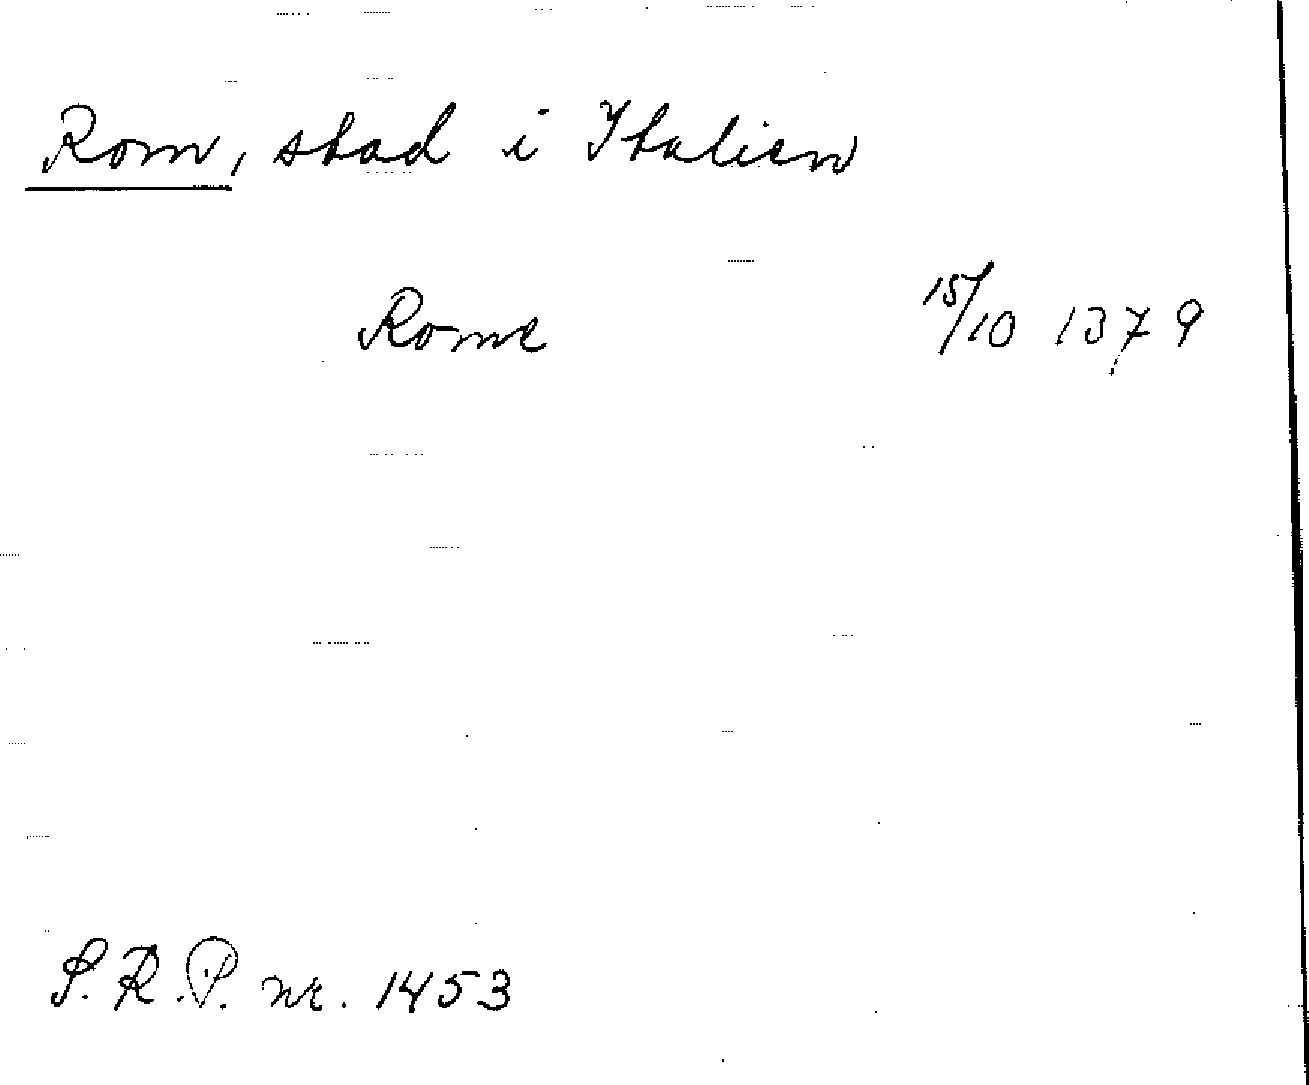 Rom, stad i Italien
Rome 15/10 1379
S.R.P. nr. 1453